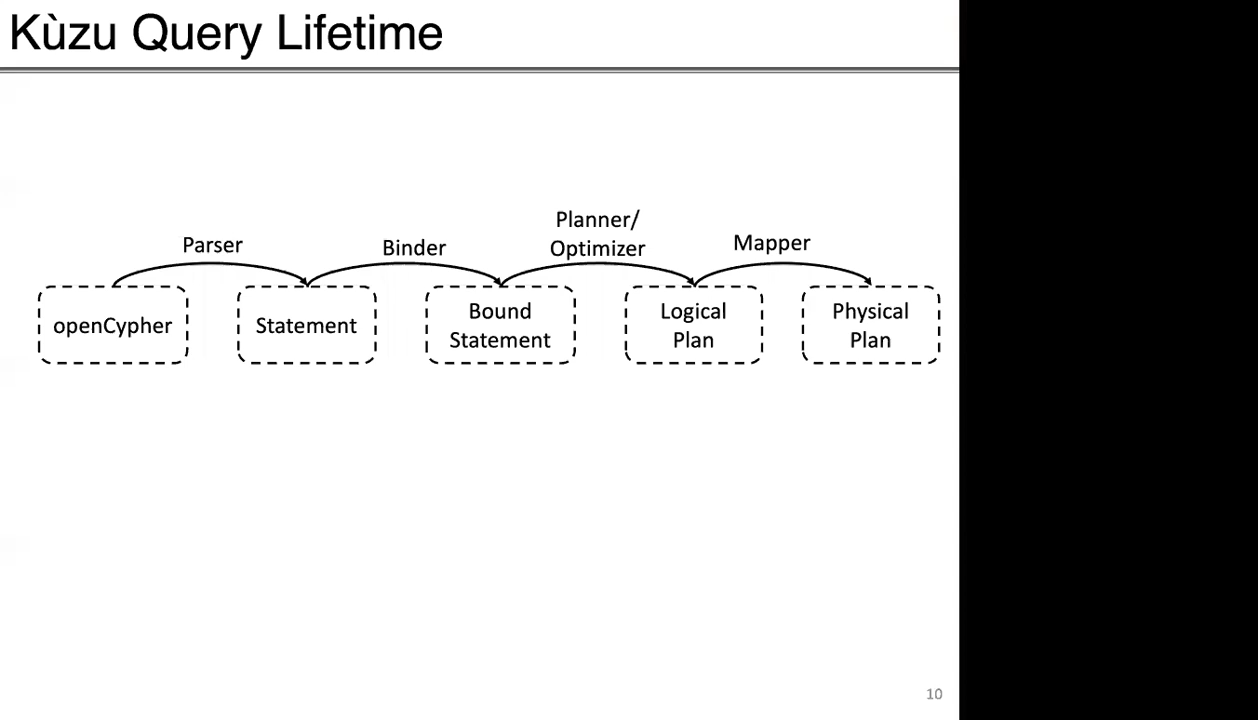 Kùzu Query Lifetime
Parser
Binder
Planner/
Optimizer
Mapper
openCypher
Statement
Bound
Statement
Logical
Plan
Physical
Plan
10